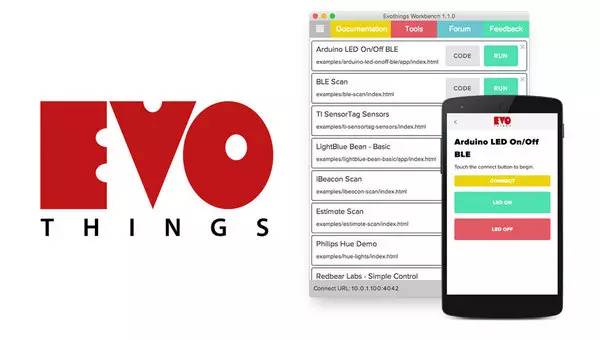 EVO
THINGS
Evothings Workbench 1.1.0
Documentation Tools Forum Feedback
Arduino LED On/Off BLE
examples/arduino-led-onoff-ble/app/index.html
CODE RUN
BLE Scan
examples/ble-scan/index.html
CODE RUN
TI SensorTag Sensors
examples/ti-sensortag-sensors/index.html
LightBlue Bean - Basic
examples/lightblue-bean-basic/app/index.html
iBeacon Scan
examples/ibeacon-scan/index.html
Estimote Scan
examples/estimote-scan/index.html
Philips Hue Demo
examples/hue-lights/index.html
Redbear Labs - Simple Control
Connect URL: 10.0.1.100:4042
EVO
THINGS
Arduino LED On/Off
BLE
Touch the connect button to begin.
CONNECT
LED ON
LED OFF